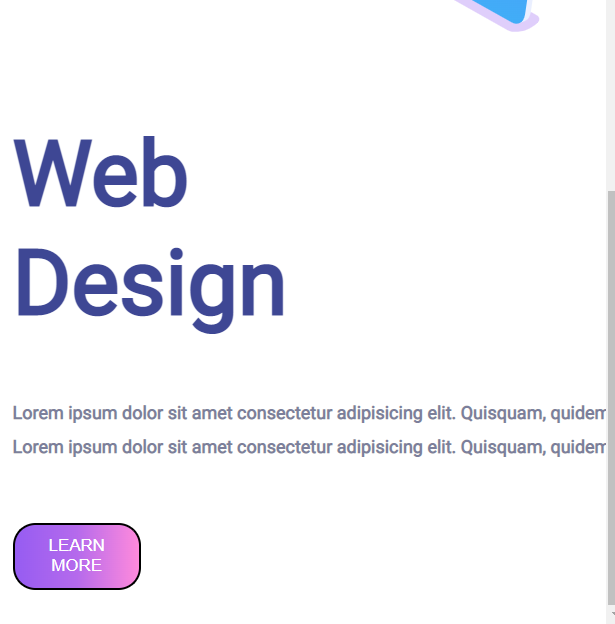 Web
Design
Lorem ipsum dolor sit amet consectetur adipisicing elit. Quisquam, quidem
Lorem ipsum dolor sit amet consectetur adipisicing elit. Quisquam, quidem
LEARN
MORE